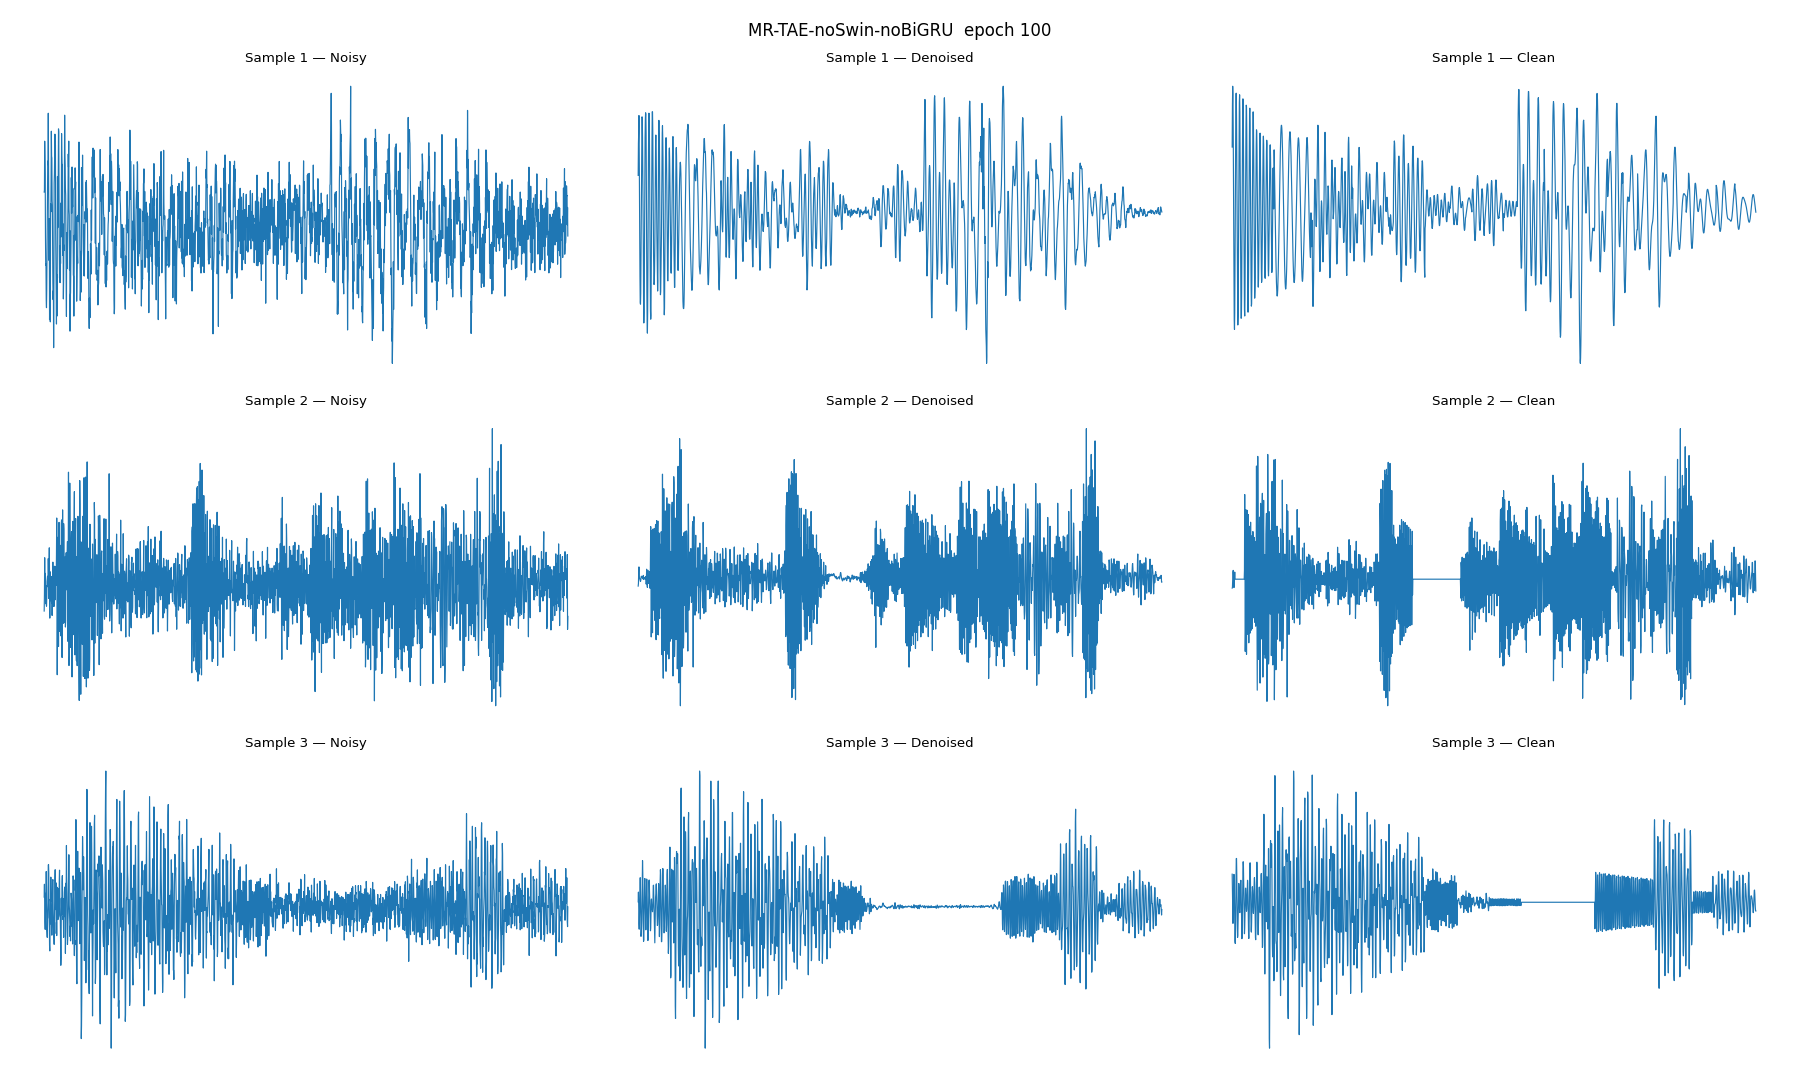 MR-TAE-noSwin-noBiGRU  epoch 100
Sample 1 — Noisy
Sample 1 — Denoised
Sample 1 — Clean
Sample 2 — Noisy
Sample 2 — Denoised
Sample 2 — Clean
Sample 3 — Noisy
Sample 3 — Denoised
Sample 3 — Clean